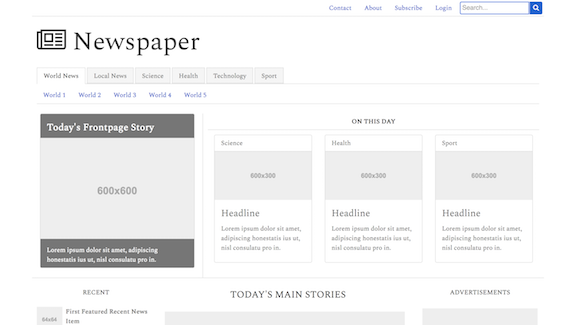 Contact About Subscribe Login Search...
Newspaper
World News Local News Science Health Technology Sport
World 1 World 2 World 3 World 4 World 5
Today's Frontpage Story
600x600
Lorem ipsum dolor sit amet,
adipiscing honestatis ius ut,
nisl consulatu pro in.
ON THIS DAY
Science
600x300
Headline
Lorem ipsum dolor sit amet,
adipiscing honestatis ius ut,
nisl consulatu pro in.
Health
600x300
Headline
Lorem ipsum dolor sit amet,
adipiscing honestatis ius ut,
nisl consulatu pro in.
Sport
600x300
Headline
Lorem ipsum dolor sit amet,
adipiscing honestatis ius ut,
nisl consulatu pro in.
RECENT
64x64
First Featured Recent News
Item
TODAY'S MAIN STORIES
ADVERTISEMENTS